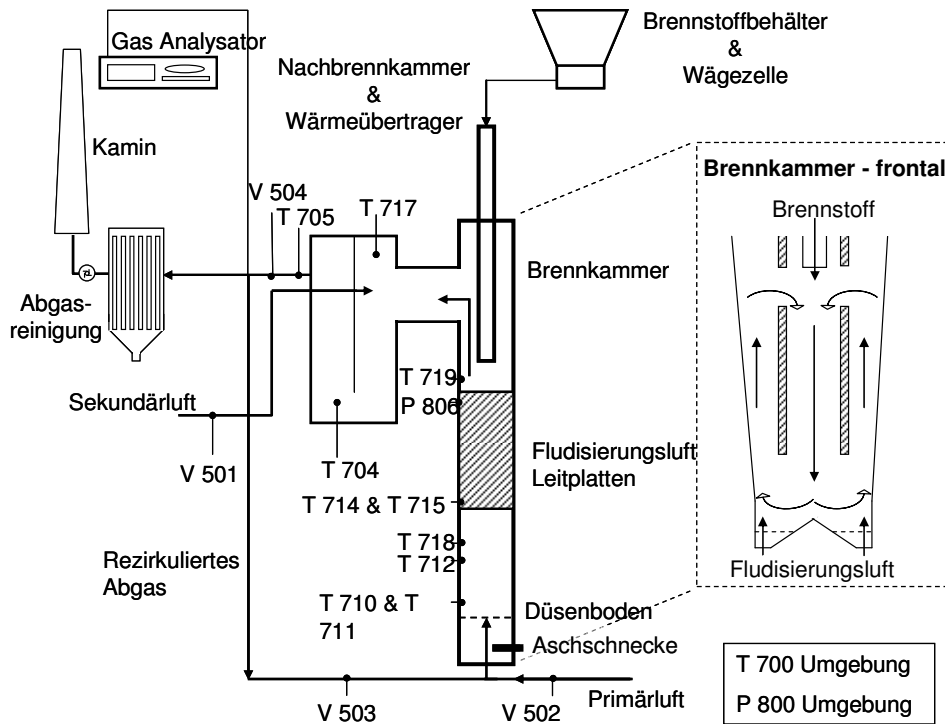 Gas Analysator
Kamin
Nachbrennkammer
&
Wärmeübertrager
Brennstoffbehälter
&
Wägezelle
V 504
T 705
T 717
Abgas-
reinigung
Brennkammer
Sekundärluft
V 501
T 704
T 719
P 806
Fludisierungsluft
Leitplatten
T 714 & T 715
T 718
T 712
T 710 & T
711
Rezirkuliertes
Abgas
Düsenboden
Aschschnecke
V 503
V 502
Primärluft
Brennkammer - frontal
Brennstoff
Fludisierungsluft
T 700 Umgebung
P 800 Umgebung